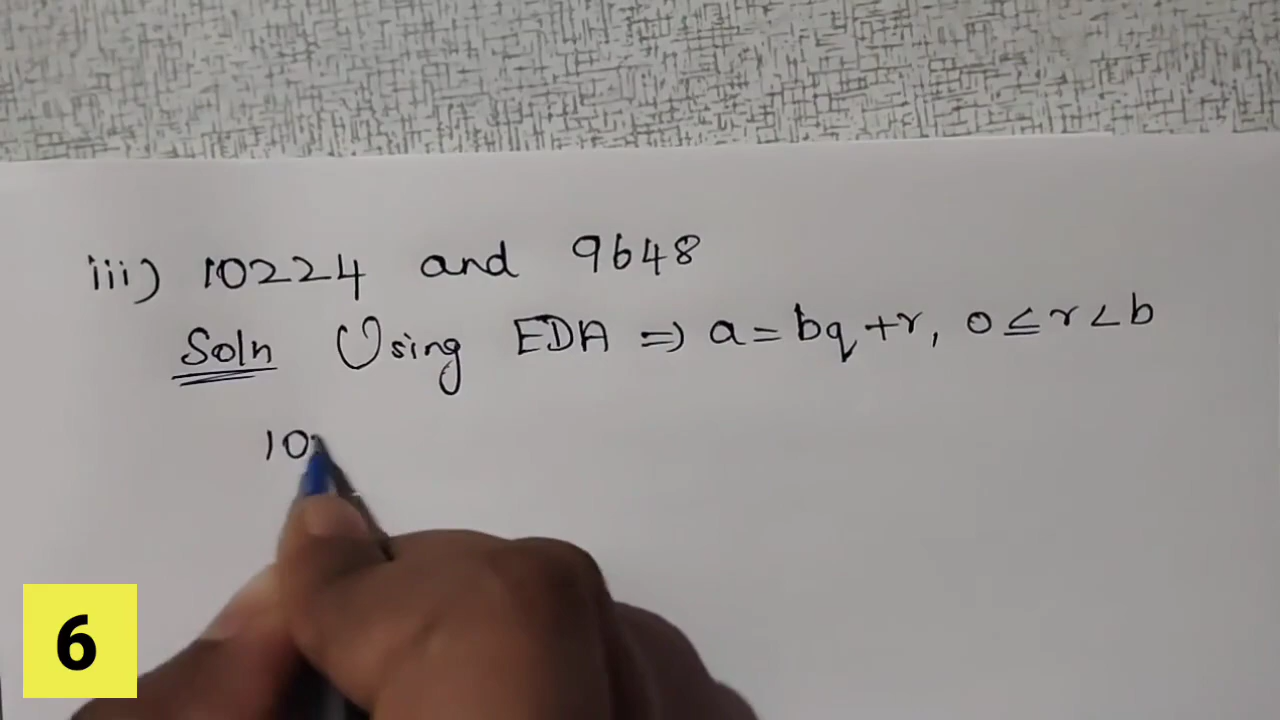 iii) 10224 and 9648
Soln Using EDA => a = bq + r, 0 ≤ r < b
10
6